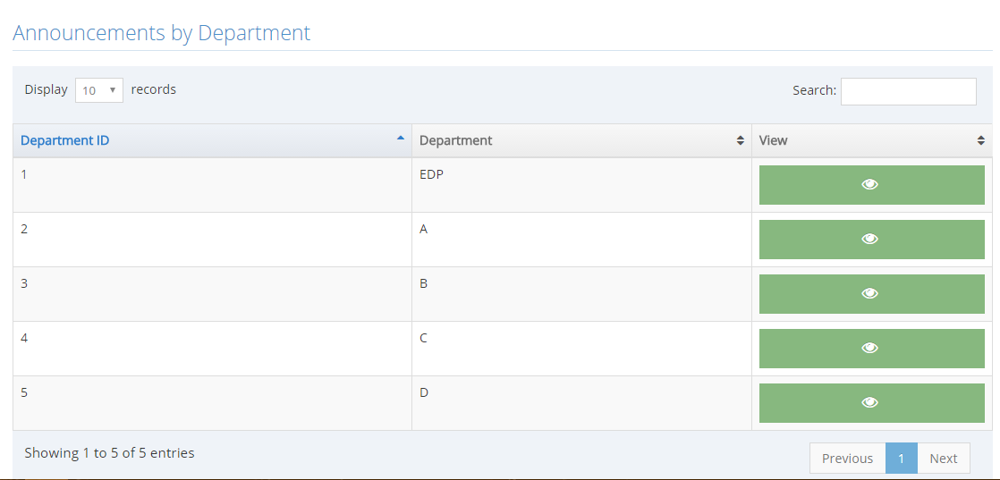 Announcements by Department
Display 10 records Search:
Department ID Department View
1 EDP
2 A
3 B
4 C
5 D
Showing 1 to 5 of 5 entries Previous 1 Next